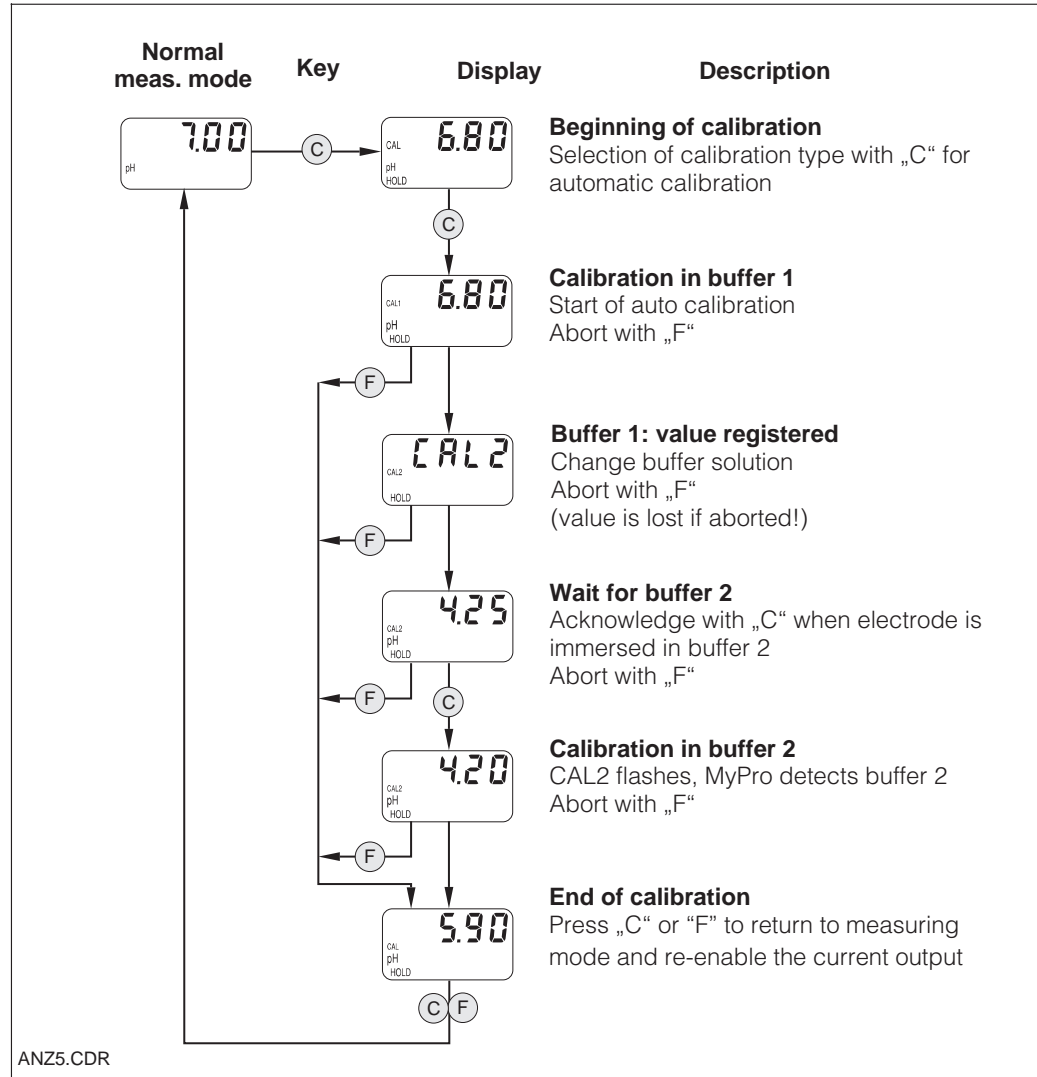 Normal
meas. mode
Key
Display
Description
7.00
pH
C
CAL
6.80
pH
HOLD
Beginning of calibration
Selection of calibration type with „C“ for
automatic calibration
C
CAL1
6.80
pH
HOLD
Calibration in buffer 1
Start of auto calibration
Abort with „F“
F
CAL2
CAL2
HOLD
Buffer 1: value registered
Change buffer solution
Abort with „F“
(value is lost if aborted!)
F
4.25
CAL2
pH
HOLD
Wait for buffer 2
Acknowledge with „C“ when electrode is
immersed in buffer 2
Abort with „F“
F
C
4.20
CAL2
pH
HOLD
Calibration in buffer 2
CAL2 flashes, MyPro detects buffer 2
Abort with „F“
F
5.90
CAL
pH
HOLD
End of calibration
Press „C“ or “F” to return to measuring
mode and re-enable the current output
C F
ANZ5.CDR